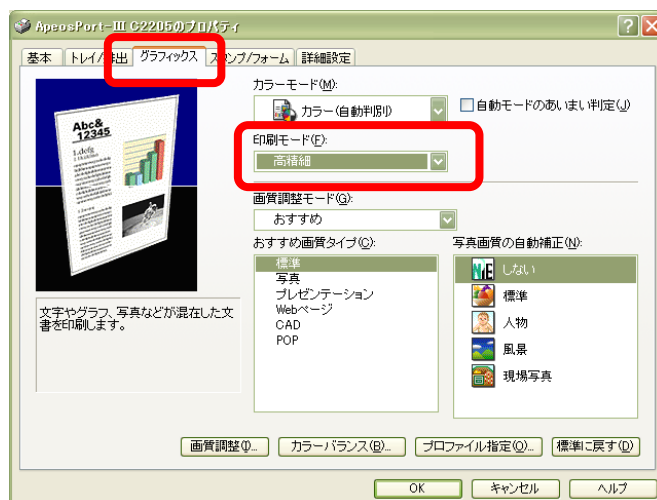 ApeosPort-III C2205のプロパティ
基本 トレイ/排出 グラフィックス スタンプ/フォーム 詳細設定
カラーモード(M):
カラー(自動判別)
自動モードのあいまい判定(J)
印刷モード(F):
高精細
画質調整モード(G):
おすすめ
おすすめ画質タイプ(C):
標準
写真
プレゼンテーション
Webページ
CAD
POP
写真画質の自動補正(N):
しない
標準
人物
風景
現場写真
Abc&
12345
1.defg
文字やグラフ、写真などが混在した文
書を印刷します。
画質調整(I)... カラーバランス(B)... プロファイル指定(O)... 標準に戻す(D)
OK キャンセル ヘルプ